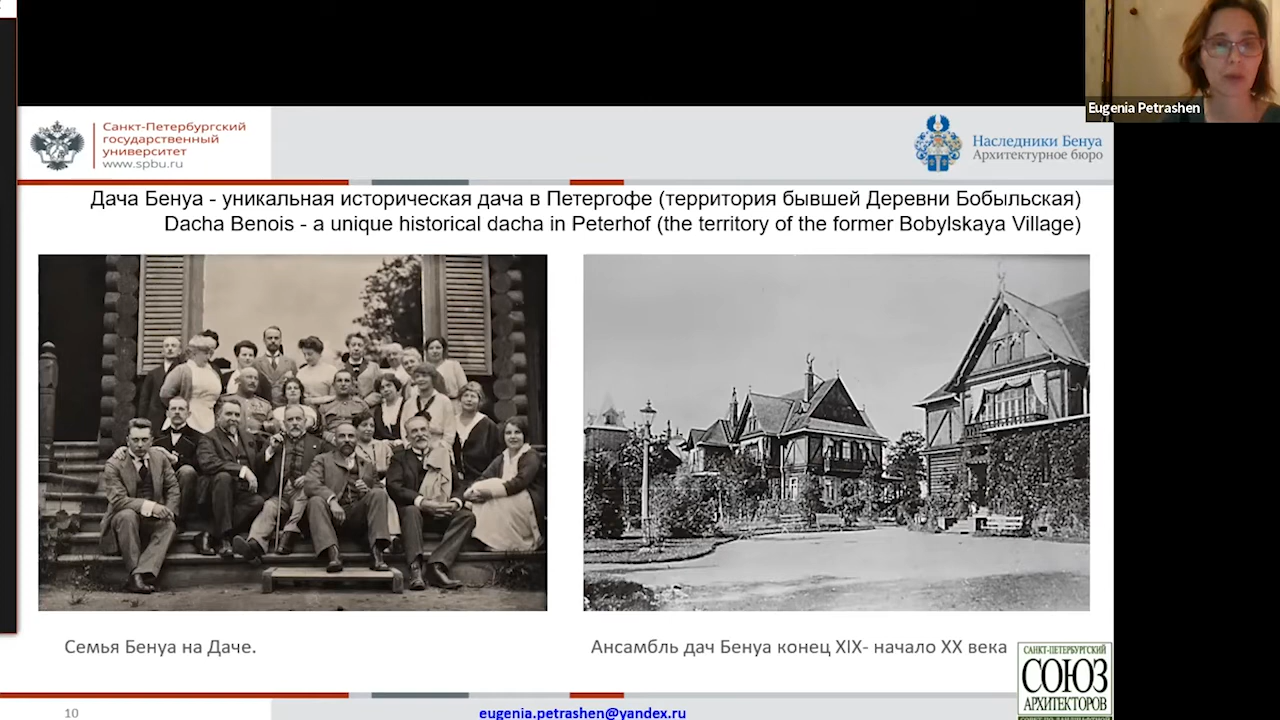 Eugenia Petrashen
Санкт-Петербургский
государственный
университет
www.spbu.ru
Наследники Бенуа
Архитектурное бюро
Дача Бенуа - уникальная историческая дача в Петергофе (территория бывшей Деревни Бобыльская)
Dacha Benois - a unique historical dacha in Peterhof (the territory of the former Bobylskaya Village)
Семья Бенуа на Даче.
Ансамбль дач Бенуа конец XIX- начало XX века
САНКТ-ПЕТЕРБУРГСКИЙ
СОЮЗ
АРХИТЕКТОРОВ
10
eugenia.petrashen@yandex.ru